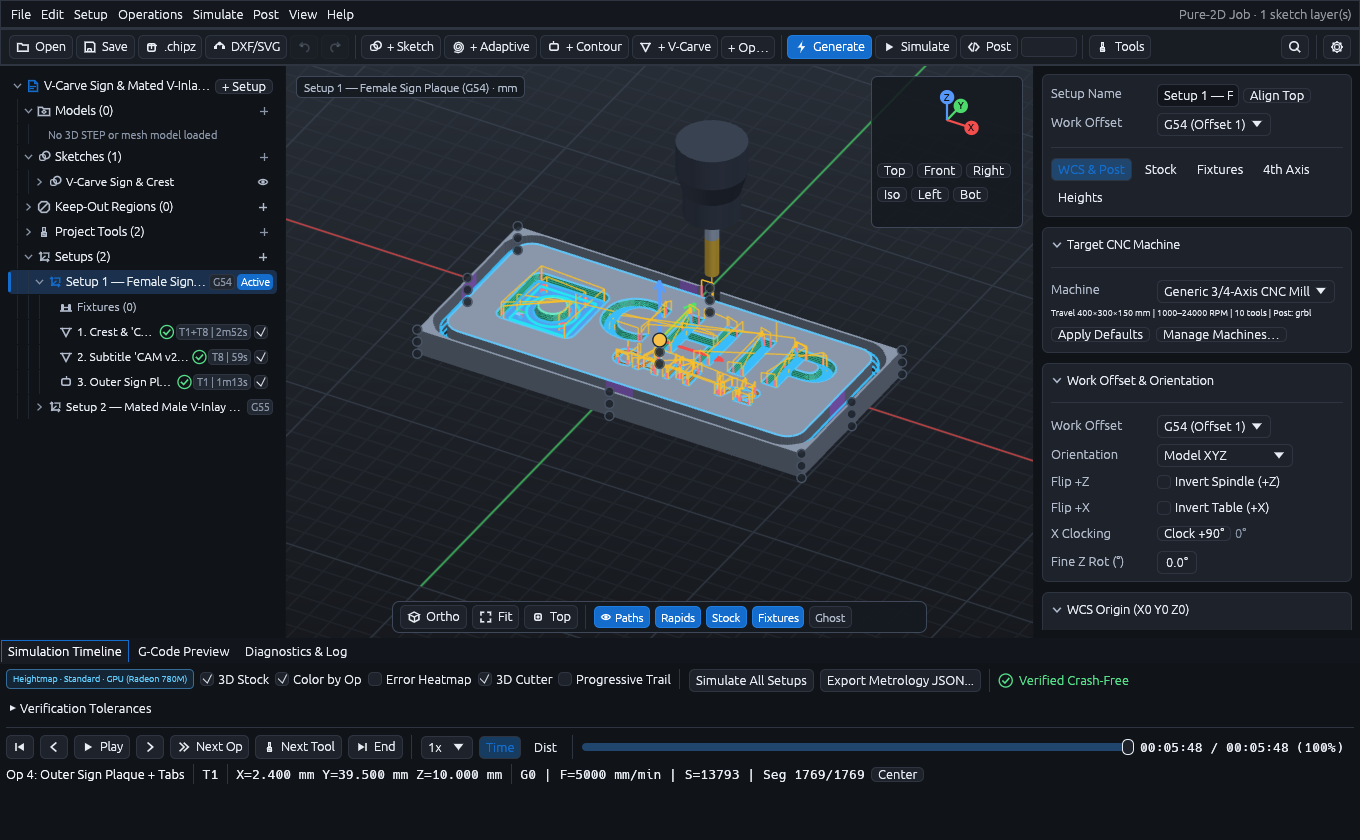 File Edit Setup Operations Simulate Post View Help
Pure-2D Job · 1 sketch layer(s)
Open Save .chipz DXF/SVG + Sketch + Adaptive + Contour + V-Carve + Op... Generate Simulate Post Tools
V-Carve Sign & Mated V-Inla... + Setup
Models (0) +
No 3D STEP or mesh model loaded
Sketches (1) +
V-Carve Sign & Crest
Keep-Out Regions (0) +
Project Tools (2) +
Setups (2) +
Setup 1 — Female Sign... G54 Active
Fixtures (0)
1. Crest & 'C... T1+T8 | 2m52s
2. Subtitle 'CAM v2... T8 | 59s
3. Outer Sign Pl... T1 | 1m13s
Setup 2 — Mated Male V-Inlay ... G55
Setup 1 — Female Sign Plaque (G54) · mm
Z
Y
X
Top Front Right
Iso Left Bot
Ortho Fit Top Paths Rapids Stock Fixtures Ghost
Setup Name Setup 1 — F Align Top
Work Offset G54 (Offset 1)
WCS & Post Stock Fixtures 4th Axis
Heights
Target CNC Machine
Machine Generic 3/4-Axis CNC Mill
Travel 400×300×150 mm | 1000–24000 RPM | 10 tools | Post: grbl
Apply Defaults Manage Machines...
Work Offset & Orientation
Work Offset G54 (Offset 1)
Orientation Model XYZ
Flip +Z Invert Spindle (+Z)
Flip +X Invert Table (+X)
X Clocking Clock +90° 0°
Fine Z Rot (°) 0.0°
WCS Origin (X0 Y0 Z0)
Simulation Timeline G-Code Preview Diagnostics & Log
Heightmap · Standard · GPU (Radeon 780M) 3D Stock Color by Op Error Heatmap 3D Cutter Progressive Trail Simulate All Setups Export Metrology JSON... Verified Crash-Free
Verification Tolerances
Play Next Op Next Tool End 1x Time Dist 00:05:48 / 00:05:48 (100%)
Op 4: Outer Sign Plaque + Tabs T1 X=2.400 mm Y=39.500 mm Z=10.000 mm G0 | F=5000 mm/min | S=13793 | Seg 1769/1769 Center